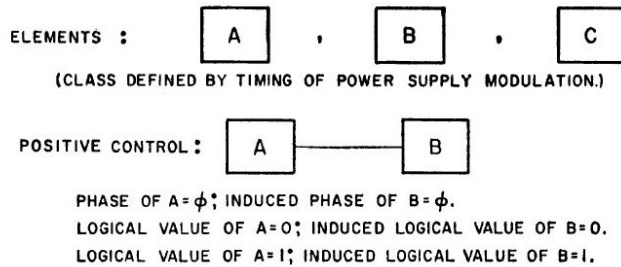 ELEMENTS : A , B , C
(CLASS DEFINED BY TIMING OF POWER SUPPLY MODULATION.)
POSITIVE CONTROL: A B
PHASE OF A=ϕ; INDUCED PHASE OF B=ϕ.
LOGICAL VALUE OF A=0; INDUCED LOGICAL VALUE OF B=0.
LOGICAL VALUE OF A=1; INDUCED LOGICAL VALUE OF B=1.